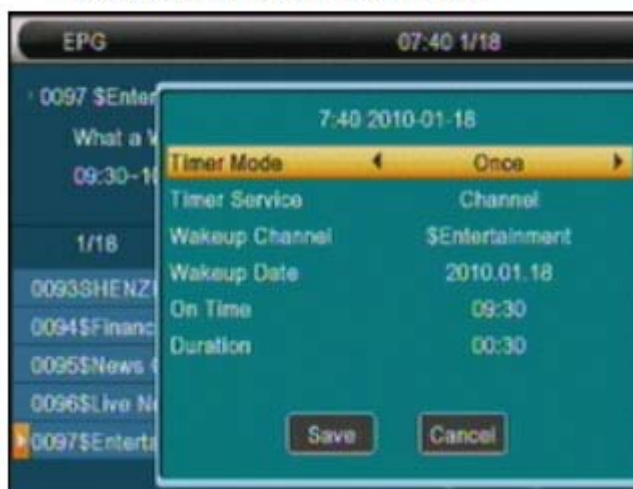 EPG 07:40 1/18
0097 $Enter
What a
09:30~1
7:40 2010-01-18
Timer Mode Once
Timer Service Channel
Wakeup Channel $Entertainment
Wakeup Date 2010.01.18
On Time 09:30
Duration 00:30
Save Cancel
1/18
0093SHENZ
0094$Financ
0095$News
0096$Live Ne
0097$Enterta